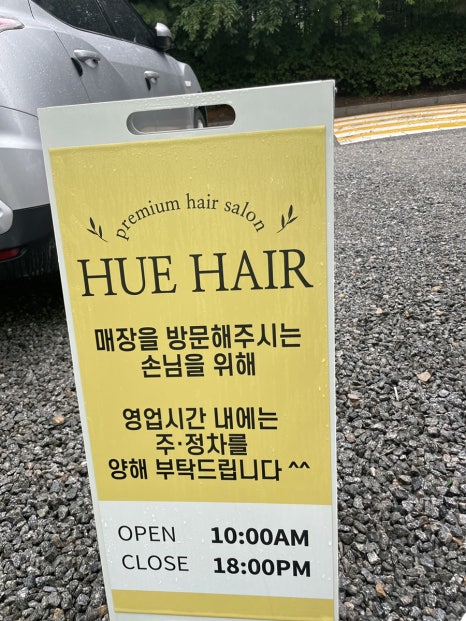 premium hair salon
HUE HAIR
매장을 방문해주시는
손님을 위해
영업시간 내에는
주·정차를
양해 부탁드립니다 ^^
OPEN 10:00AM
CLOSE 18:00PM